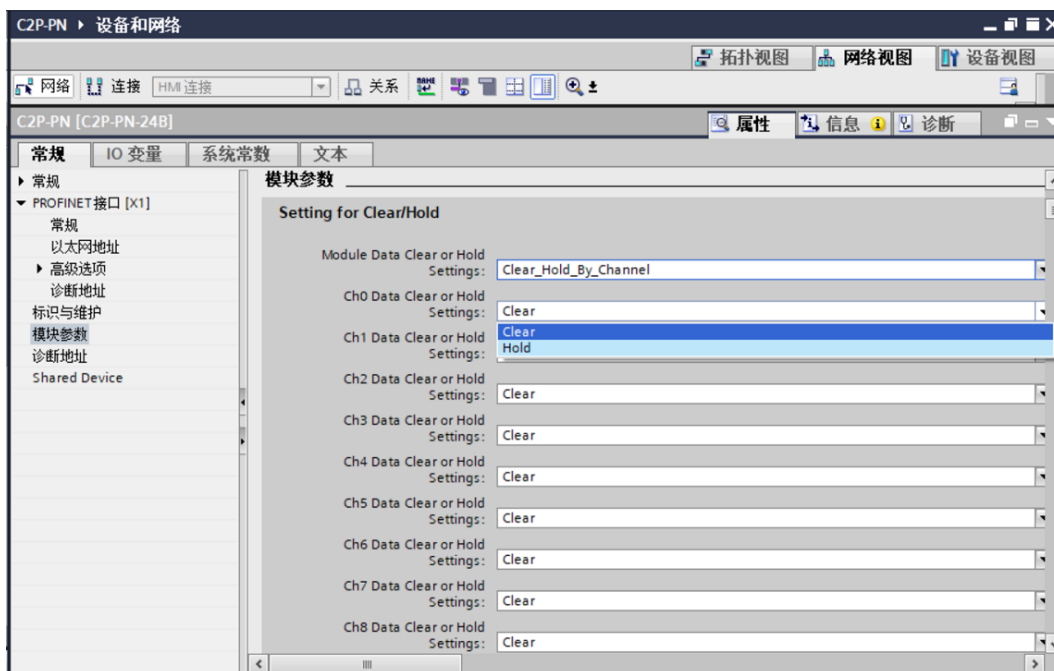 C2P-PN ▸ 设备和网络
拓扑视图 网络视图 设备视图
网络 连接 HMI 连接 关系
C2P-PN [C2P-PN-24B] 属性 信息 诊断
常规 IO 变量 系统常数 文本
常规
PROFINET接口 [X1]
常规
以太网地址
高级选项
诊断地址
标识与维护
模块参数
诊断地址
Shared Device
模块参数
Setting for Clear/Hold
Module Data Clear or Hold
Settings: Clear_Hold_By_Channel
Ch0 Data Clear or Hold
Settings: Clear
Clear
Hold
Ch1 Data Clear or Hold
Settings:
Ch2 Data Clear or Hold
Settings: Clear
Ch3 Data Clear or Hold
Settings: Clear
Ch4 Data Clear or Hold
Settings: Clear
Ch5 Data Clear or Hold
Settings: Clear
Ch6 Data Clear or Hold
Settings: Clear
Ch7 Data Clear or Hold
Settings: Clear
Ch8 Data Clear or Hold
Settings: Clear